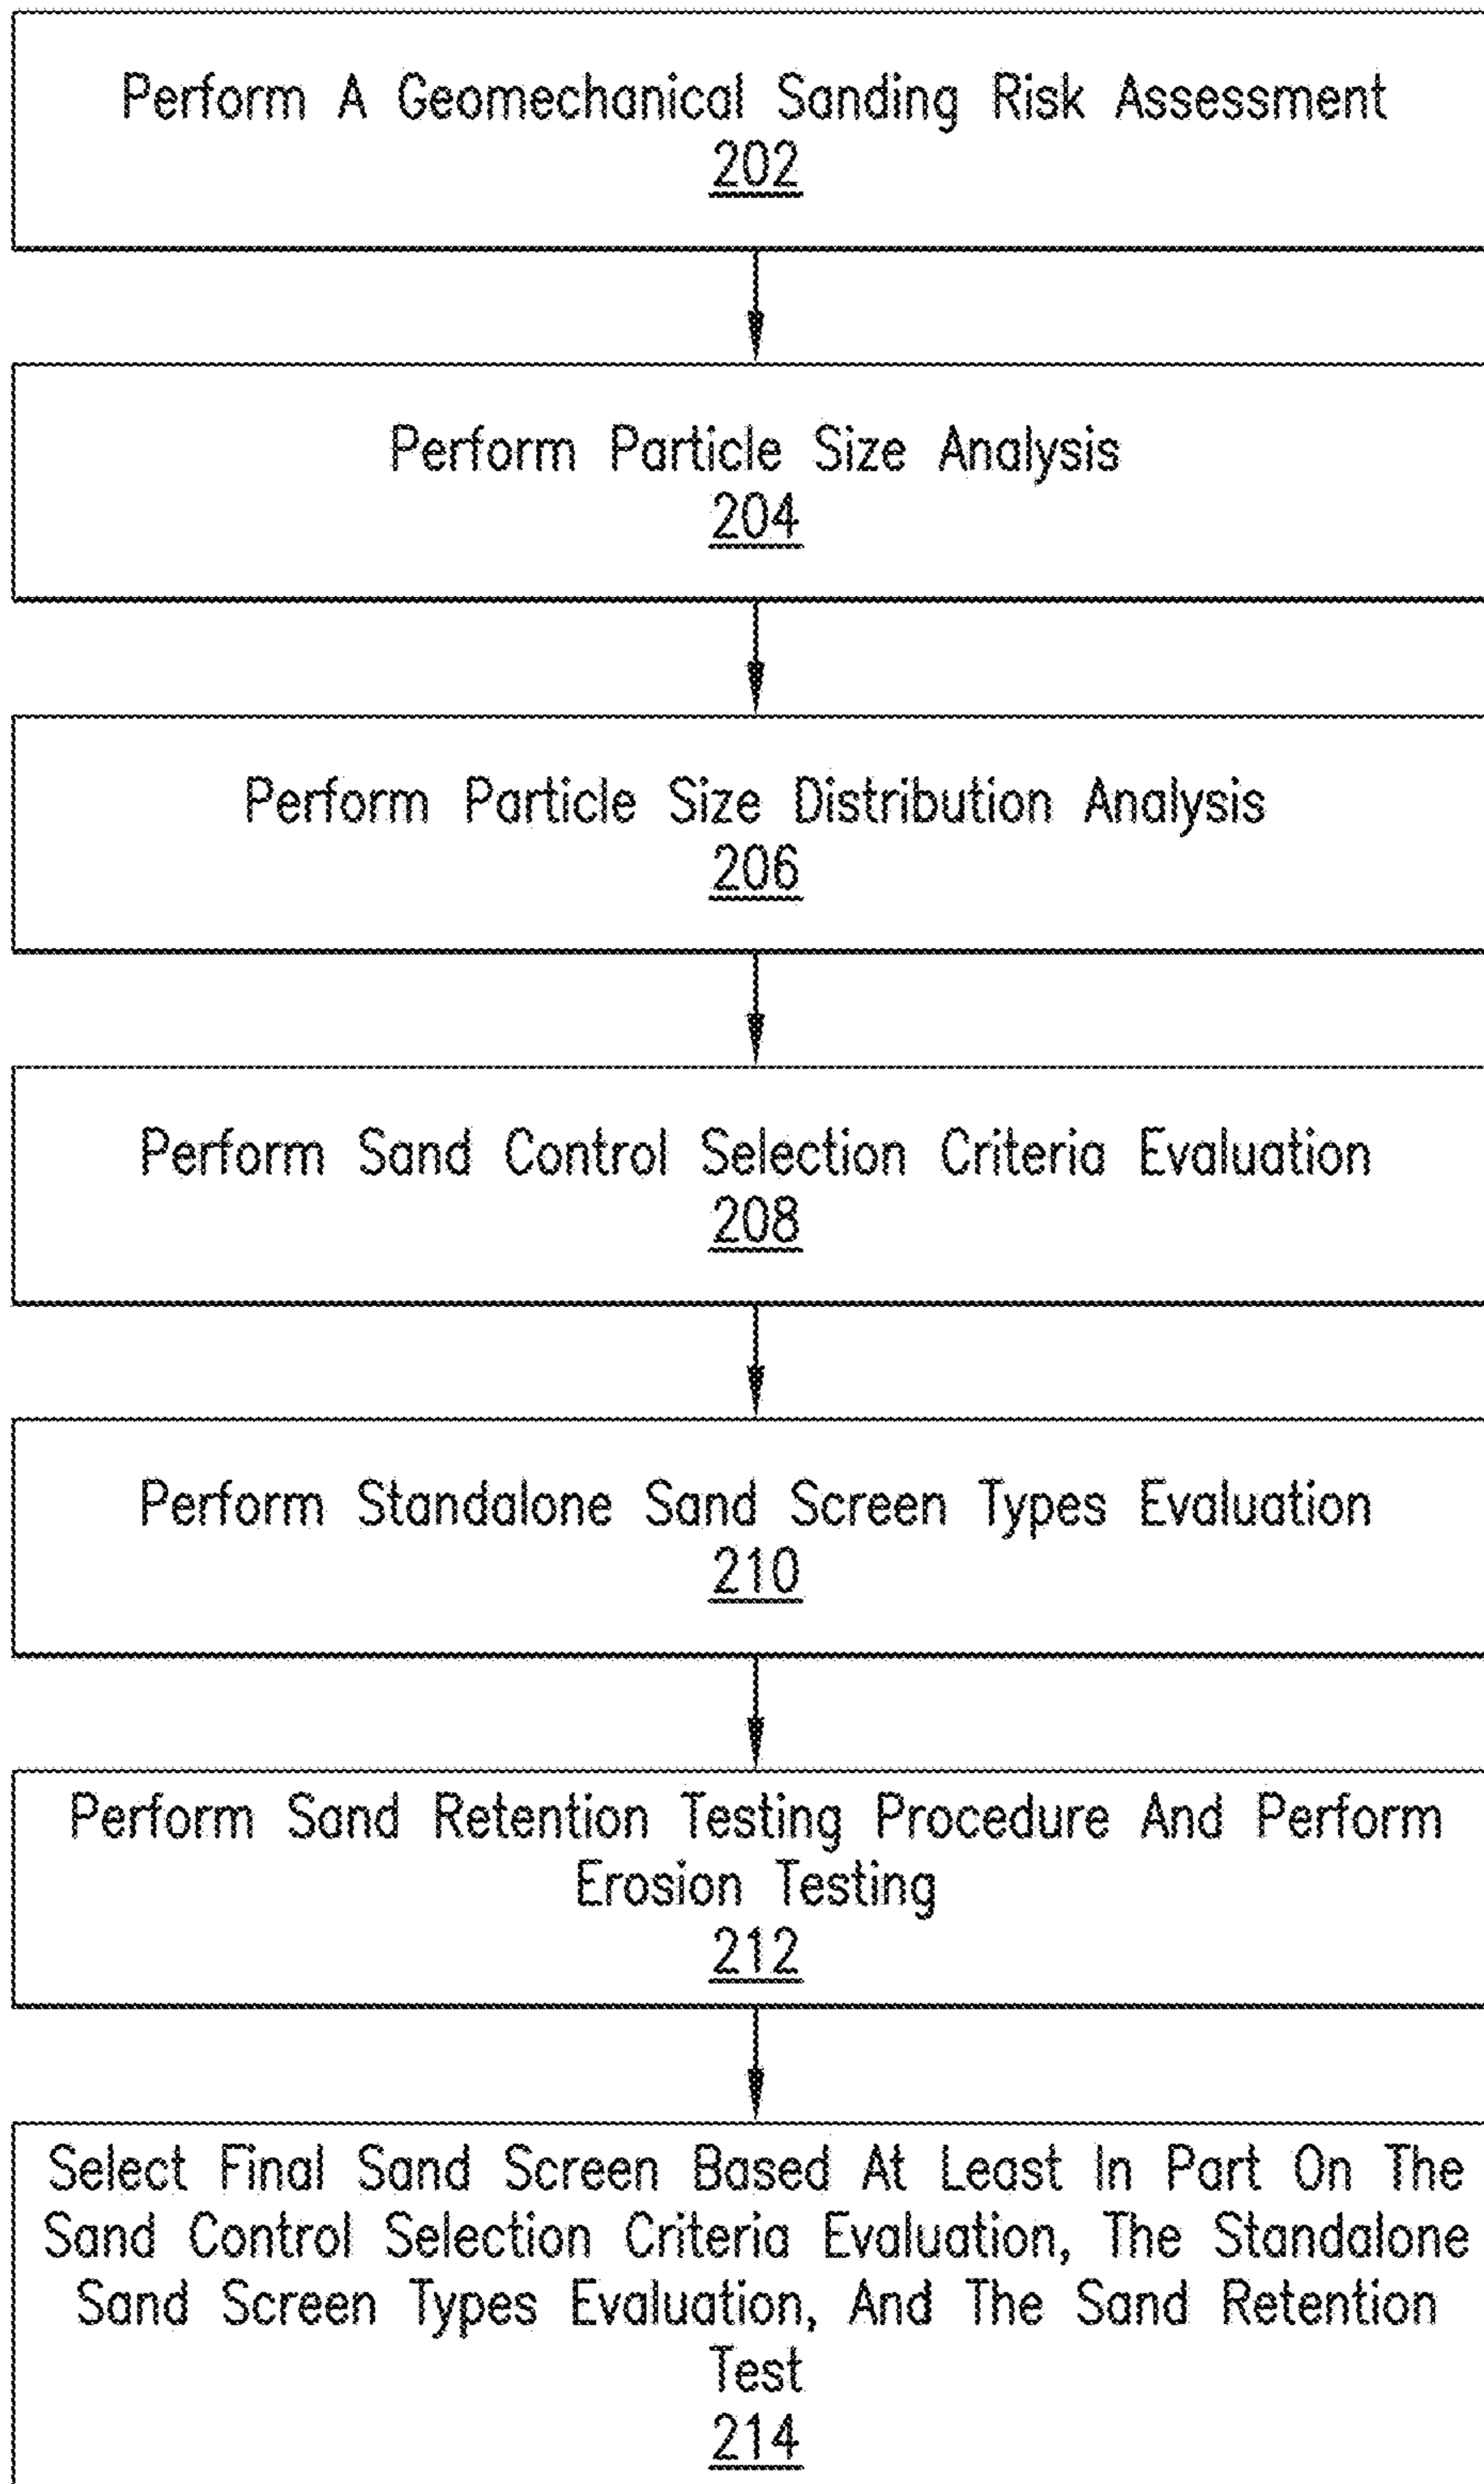 Perform A Geomechanical Sanding Risk Assessment
202
Perform Particle Size Analysis
204
Perform Particle Size Distribution Analysis
206
Perform Sand Control Selection Criteria Evaluation
208
Perform Standalone Sand Screen Types Evaluation
210
Perform Sand Retention Testing Procedure And Perform
Erosion Testing
212
Select Final Sand Screen Based At Least In Part On The
Sand Control Selection Criteria Evaluation, The Standalone
Sand Screen Types Evaluation, And The Sand Retention
Test
214